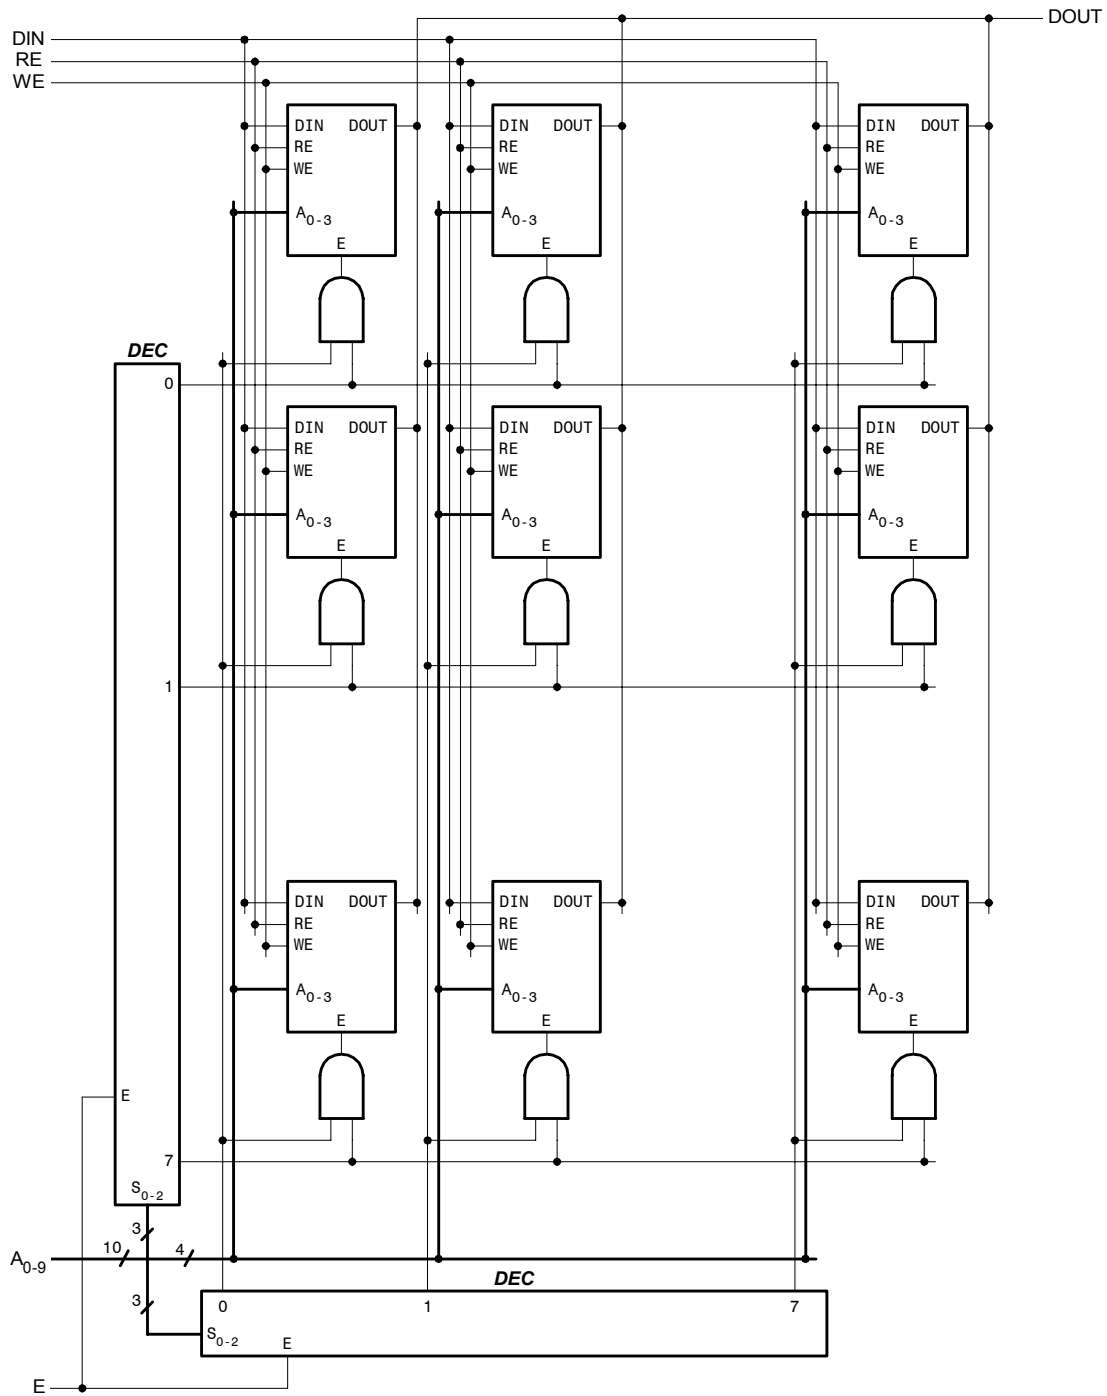 DOUT
DIN
RE
WE
DIN DOUT
RE
WE
A0-3
E
DIN DOUT
RE
WE
A0-3
E
DIN DOUT
RE
WE
A0-3
E
DEC
0
DIN DOUT
RE
WE
A0-3
E
DIN DOUT
RE
WE
A0-3
E
DIN DOUT
RE
WE
A0-3
E
1
DIN DOUT
RE
WE
A0-3
E
DIN DOUT
RE
WE
A0-3
E
DIN DOUT
RE
WE
A0-3
E
E
7
S0-2
3
A0-9
10
4
3
DEC
0 1 7
S0-2
E
E